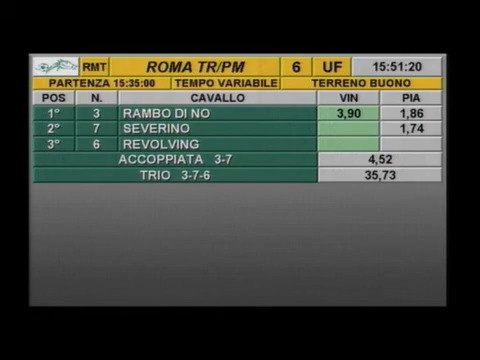 RMT ROMA TR/PM 6 UF 15:51:20
PARTENZA 15:35:00 TEMPO VARIABILE TERRENO BUONO
POS N. CAVALLO VIN PIA
1° 3 RAMBO DI NO 3,90 1,86
2° 7 SEVERINO 1,74
3° 6 REVOLVING
ACCOPPIATA 3-7 4,52
TRIO 3-7-6 35,73